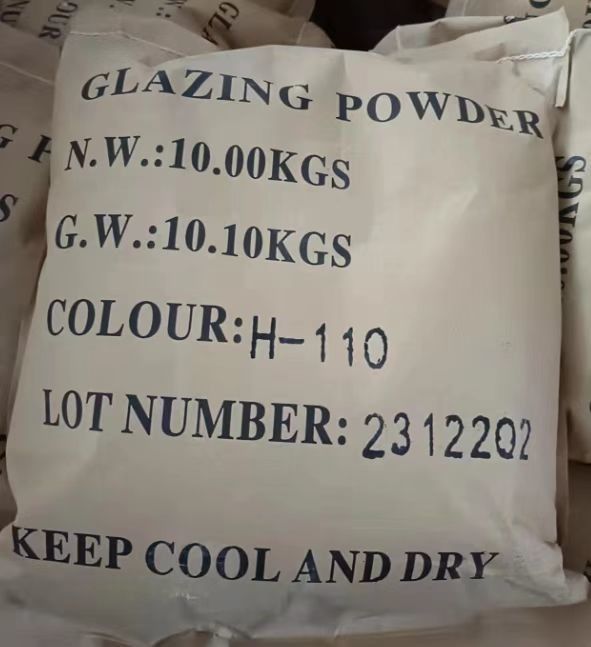 GLAZING POWDER
N.W.:10.00KGS
G.W.:10.10KGS
COLOUR:H-110
LOT NUMBER: 2312202
KEEP COOL AND DRY